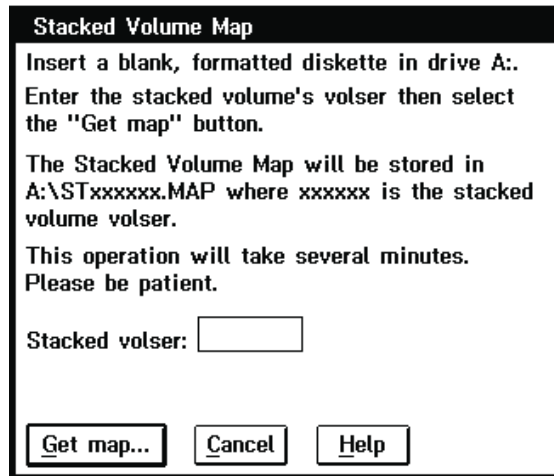 Stacked Volume Map
Insert a blank, formatted diskette in drive A:.
Enter the stacked volume's volser then select
the "Get map" button.
The Stacked Volume Map will be stored in
A:\STxxxxxx.MAP where xxxxxx is the stacked
volume volser.
This operation will take several minutes.
Please be patient.
Stacked volser:
Get map... Cancel Help